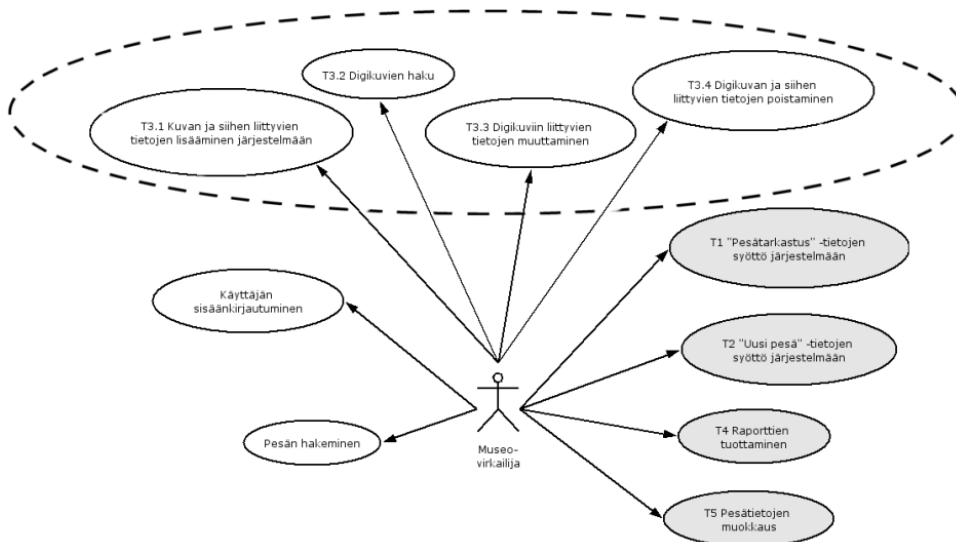 T3.2 Digikuvien haku
T3.4 Digikuvan ja siihen
liittyvien tietojen poistaminen
T3.1 Kuvan ja siihen liittyvien
tietojen lisääminen järjestelmään
T3.3 Digikuviin liittyvien
tietojen muuttaminen
T1 "Pesätarkastus" -tietojen
syöttö järjestelmään
Käyttäjän
sisäänkirjautuminen
T2 "Uusi pesä" -tietojen
syöttö järjestelmään
Pesän hakeminen
Museo-
virkailija
T4 Raporttien
tuottaminen
T5 Pesätietojen
muokkaus